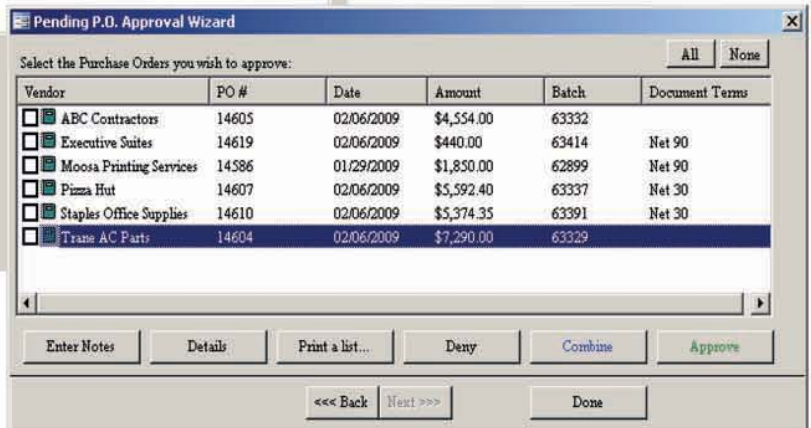 Pending P.O. Approval Wizard
Select the Purchase Orders you wish to approve: All None
Vendor PO # Date Amount Batch Document Terms
ABC Contractors 14605 02/06/2009 $4,554.00 63332
Executive Suites 14619 02/06/2009 $440.00 63414 Net 90
Moosa Printing Services 14586 01/29/2009 $1,850.00 62899 Net 90
Pizza Hut 14607 02/06/2009 $5,592.40 63337 Net 30
Staples Office Supplies 14610 02/06/2009 $5,374.35 63391 Net 30
Trane AC Parts 14604 02/06/2009 $7,290.00 63329
Enter Notes Details Print a list... Deny Combine Approve
<<< Back Next >>> Done